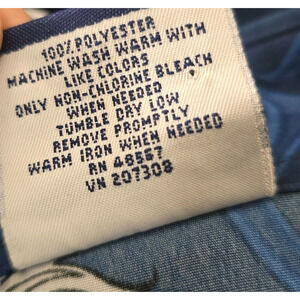 100% POLYESTER
MACHINE WASH WARM WITH
LIKE COLORS
ONLY NON-CHLORINE BLEACH
WHEN NEEDED
TUMBLE DRY LOW
REMOVE PROMPTLY
WARM IRON WHEN NEEDED
RN 48867
VN 207308